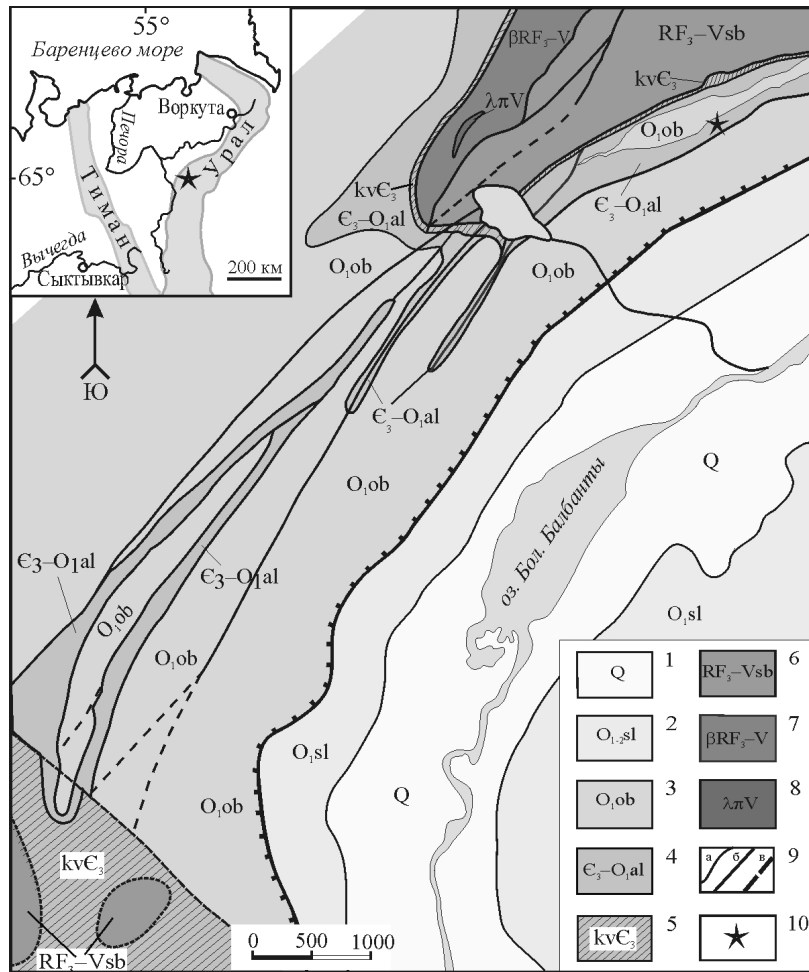 55°
Баренцево море
Воркута
Печора
Урал
65°
Тиман
Вычегда
Сыктывкар
200 км
Ю
βRF₃–V
RF₃–Vsb
λπV
kvЄ₃
O₁ob
kvЄ₃
Є₃–O₁al
Є₃–O₁al
O₁ob
O₁ob
Є₃–O₁al
Q
O₁ob
оз. Бол. Балбанты
Є3–O1al
Є3–O1al
O₁ob
O₁ob
O₁sl
O₁sl
Q
O₁ob
kvЄ₃
RF₃–Vsb
0 500 1000
Q 1
O₁₋₂sl 2
O₁ob 3
Є₃–O₁al 4
kvЄ₃ 5
RF₃–Vsb 6
βRF₃–V 7
λπV 8
а б в 9
10